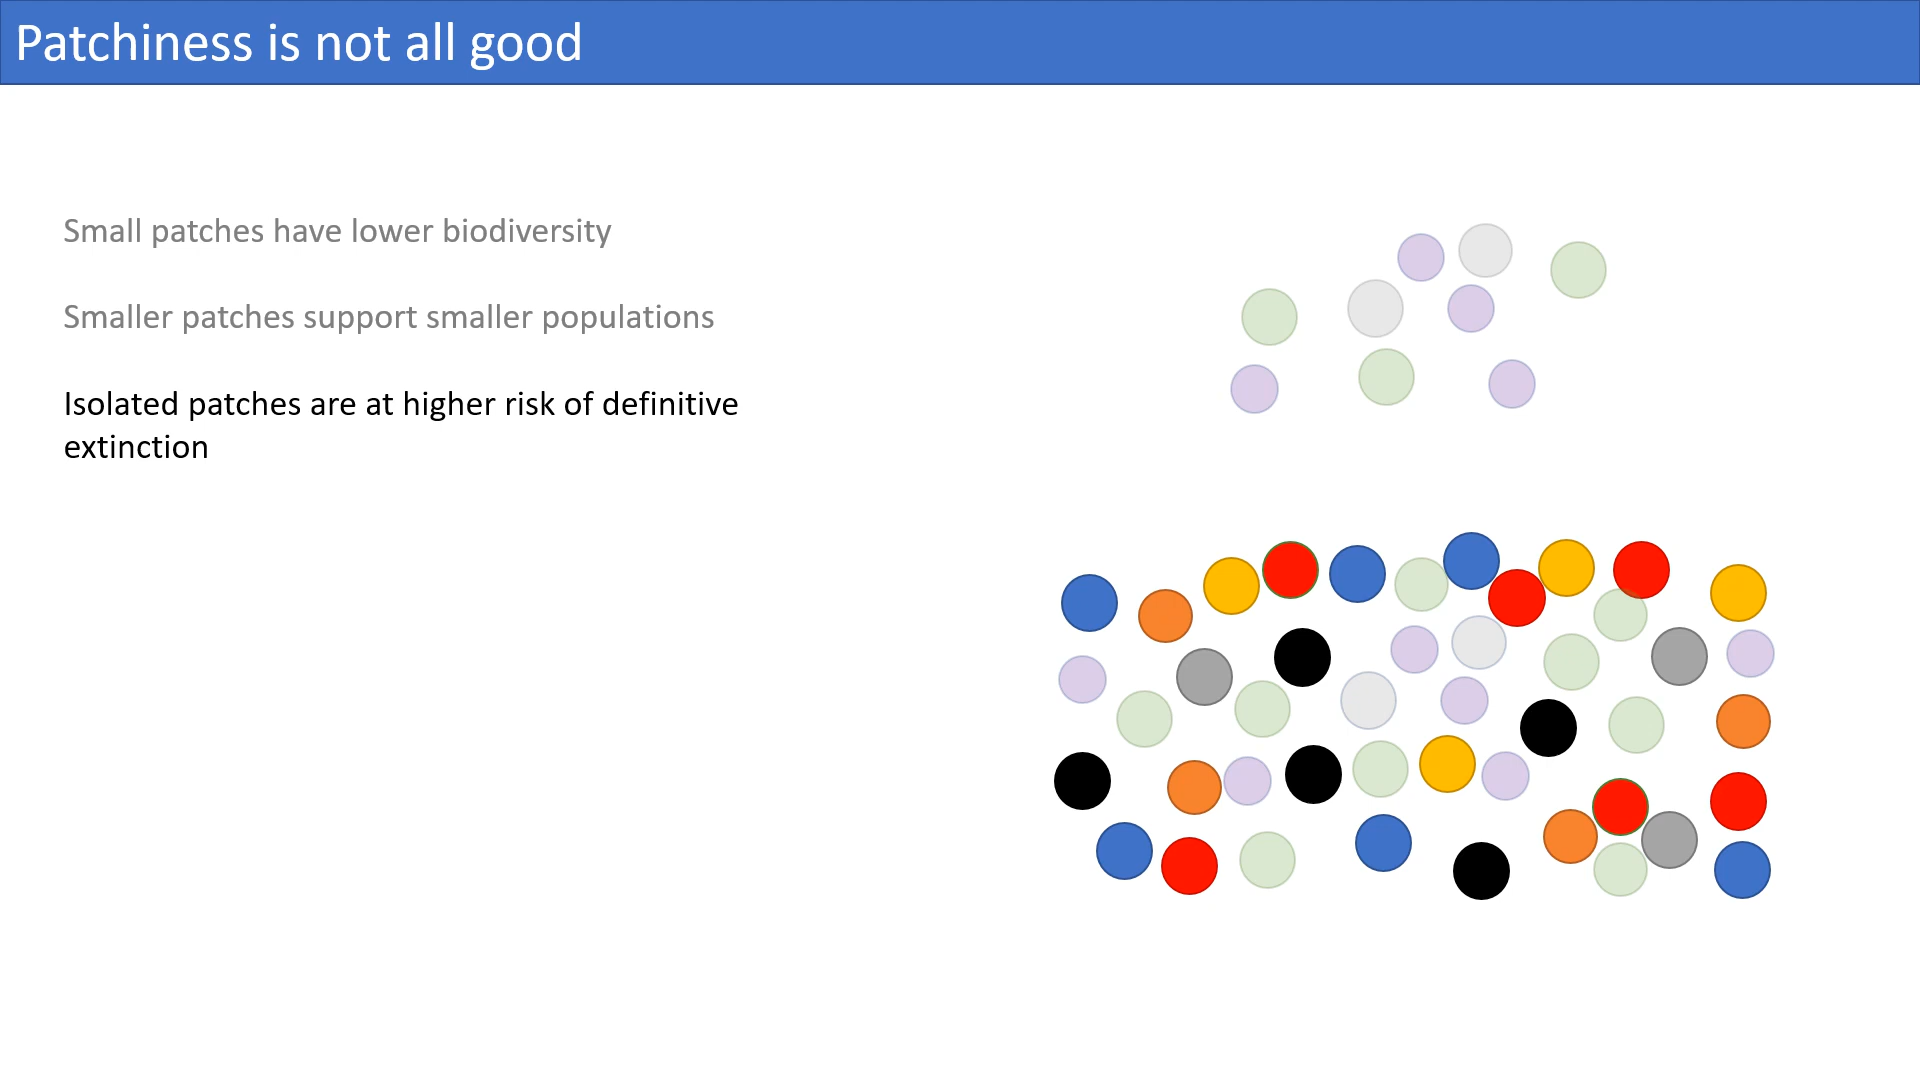 Patchiness is not all good
Small patches have lower biodiversity
Smaller patches support smaller populations
Isolated patches are at higher risk of definitive
extinction